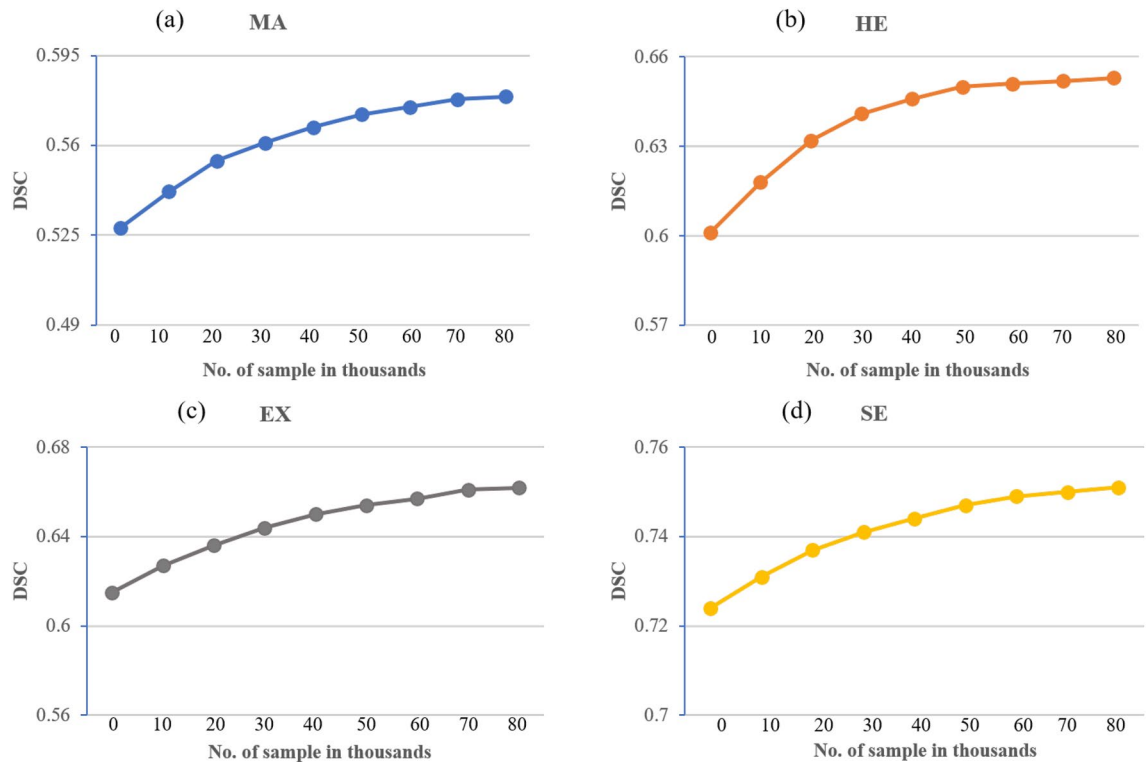 (a) MA
0.595
0.56
0.525
0.49
DSC
0 10 20 30 40 50 60 70 80
No. of sample in thousands
(b) HE
0.66
0.63
0.6
0.57
DSC
0 10 20 30 40 50 60 70 80
No. of sample in thousands
(c) EX
0.68
0.64
0.6
0.56
DSC
0 10 20 30 40 50 60 70 80
No. of sample in thousands
(d) SE
0.76
0.74
0.72
0.7
DSC
0 10 20 30 40 50 60 70 80
No. of sample in thousands